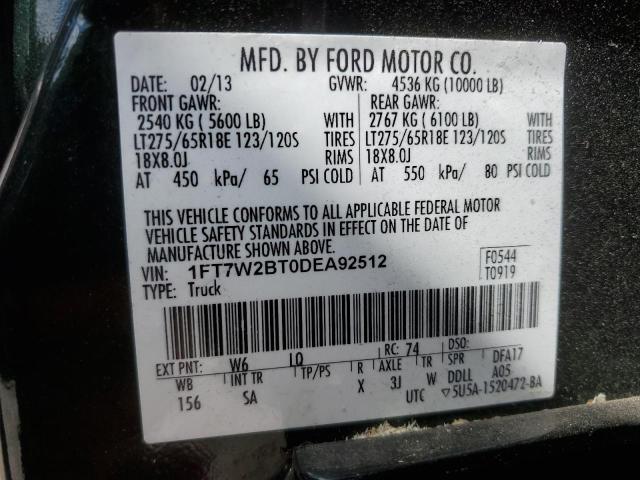 MFD. BY FORD MOTOR CO.
DATE: 02/13 GVWR: 4536 KG (10000 LB)
FRONT GAWR: REAR GAWR:
2540 KG ( 5600 LB) WITH 2767 KG ( 6100 LB) WITH
LT275/65R18E 123/120S TIRES LT275/65R18E 123/120S TIRES
18X8.0J RIMS 18X8.0J RIMS
AT 450 kPa/ 65 PSI COLD AT 550 kPa/ 80 PSI COLD
THIS VEHICLE CONFORMS TO ALL APPLICABLE FEDERAL MOTOR
VEHICLE SAFETY STANDARDS IN EFFECT ON THE DATE OF
MANUFACTURE SHOWN ABOVE.
VIN: 1FT7W2BT0DEA92512 F0544
TYPE: Truck T0919
EXT PNT: W6 RC: 74 DSO:
WB INT TR TP/PS R AXLE TR SPR DFA17
156 SA X 3J W DDLL A05
UTC ▽5U5A-1520472-BA